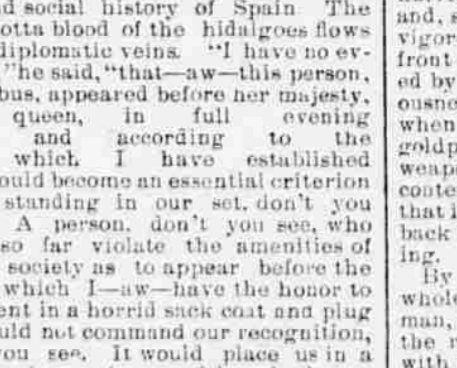 d social history of Spain The
otta blood of the hidalgoes flows
diplomatic veins. "I have no ev-
"he said, "that—aw—this person,
bus, appeared before her majesty,
queen, in full evening
and according to the
which I have established
ould become an essential criterion
standing in our set, don't you
A person, don't you see, who
so far violate the amenities of
society as to appear before the
which I—aw—have the honor to
ent in a horrid sack coat and plug
uld not command our recognition,
you see. It would place us in a
and, s
vigor
front
ed by
ousne
when
goldp
weap
conte
that i
back
ing.
By
whole
man,
the r
with